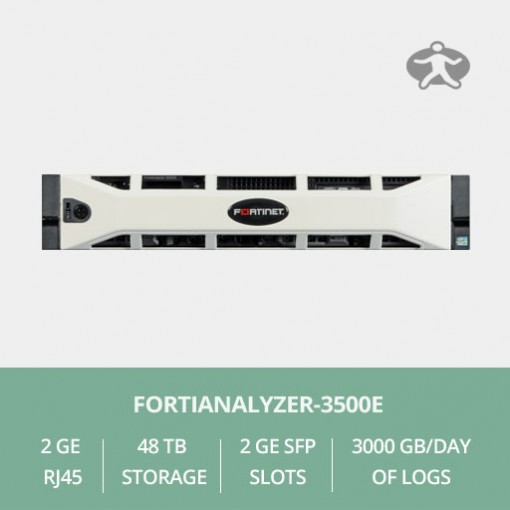 FORTINET
FORTIANALYZER-3500E
2 GE
RJ45
48 TB
STORAGE
2 GE SFP
SLOTS
3000 GB/DAY
OF LOGS